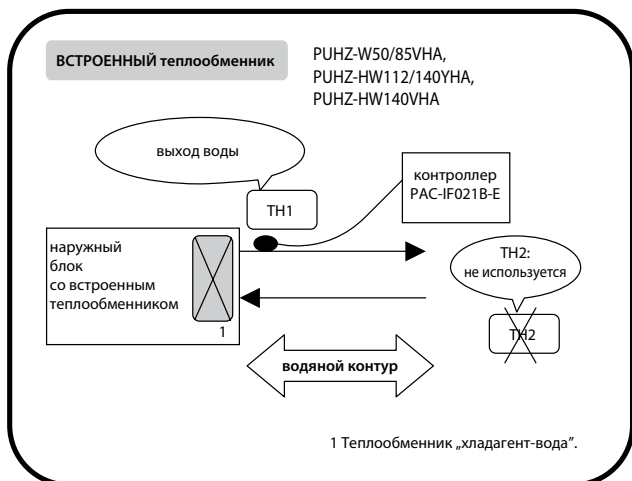 ВСТРОЕННЫЙ теплообменник
PUHZ-W50/85VHA,
PUHZ-HW112/140YHA,
PUHZ-HW140VHA
выход воды
TH1
контроллер
PAC-IF021B-E
наружный
блок
со встроенным
теплообменником
1
TH2:
не используется
TH2
водяной контур
1 Теплообменник „хладагент-вода”.